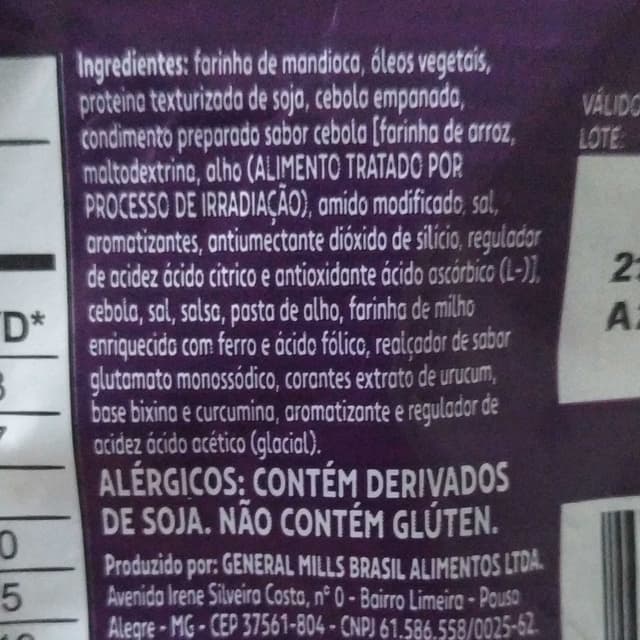 Ingredientes: farinha de mandioca, óleos vegetais,
proteína texturizada de soja, cebola empanada,
condimento preparado sabor cebola [farinha de arroz,
maltodextrina, alho (ALIMENTO TRATADO POR
PROCESSO DE IRRADIAÇÃO), amido modificado, sal,
aromatizantes, antiumectante dióxido de silício, regulador
de acidez ácido cítrico e antioxidante ácido ascórbico (L-)],
cebola, sal, salsa, pasta de alho, farinha de milho
enriquecida com ferro e ácido fólico, realçador de sabor
glutamato monossódico, corantes extrato de urucum,
base bixina e curcumina, aromatizante e regulador de
acidez ácido acético (glacial).
ALÉRGICOS: CONTÉM DERIVADOS
DE SOJA. NÃO CONTÉM GLÚTEN.
Produzido por: GENERAL MILLS BRASIL ALIMENTOS LTDA.
Avenida Irene Silveira Costa, nº 0 - Bairro Limeira - Pouso
Alegre - MG - CEP 37561-804 - CNPJ 61.586.558/0025-62
LOTE:
D*
0
5